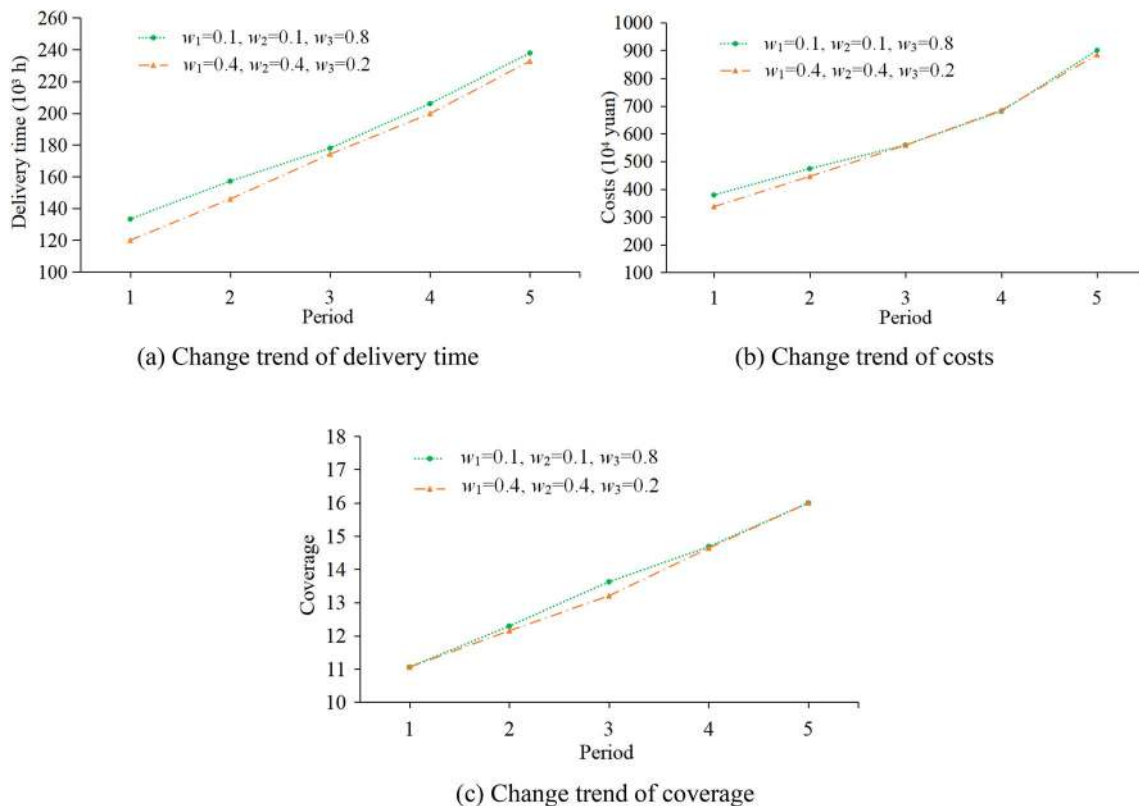 260
240
220
200
180
160
140
120
100
Delivery time (10³ h)
w₁=0.1, w₂=0.1, w₃=0.8
w₁=0.4, w₂=0.4, w₃=0.2
1 2 3 4 5
Period
(a) Change trend of delivery time
1000
900
800
700
600
500
400
300
200
100
Costs (10⁴ yuan)
w₁=0.1, w₂=0.1, w₃=0.8
w₁=0.4, w₂=0.4, w₃=0.2
1 2 3 4 5
Period
(b) Change trend of costs
18
17
16
15
14
13
12
11
10
Coverage
w₁=0.1, w₂=0.1, w₃=0.8
w₁=0.4, w₂=0.4, w₃=0.2
1 2 3 4 5
Period
(c) Change trend of coverage